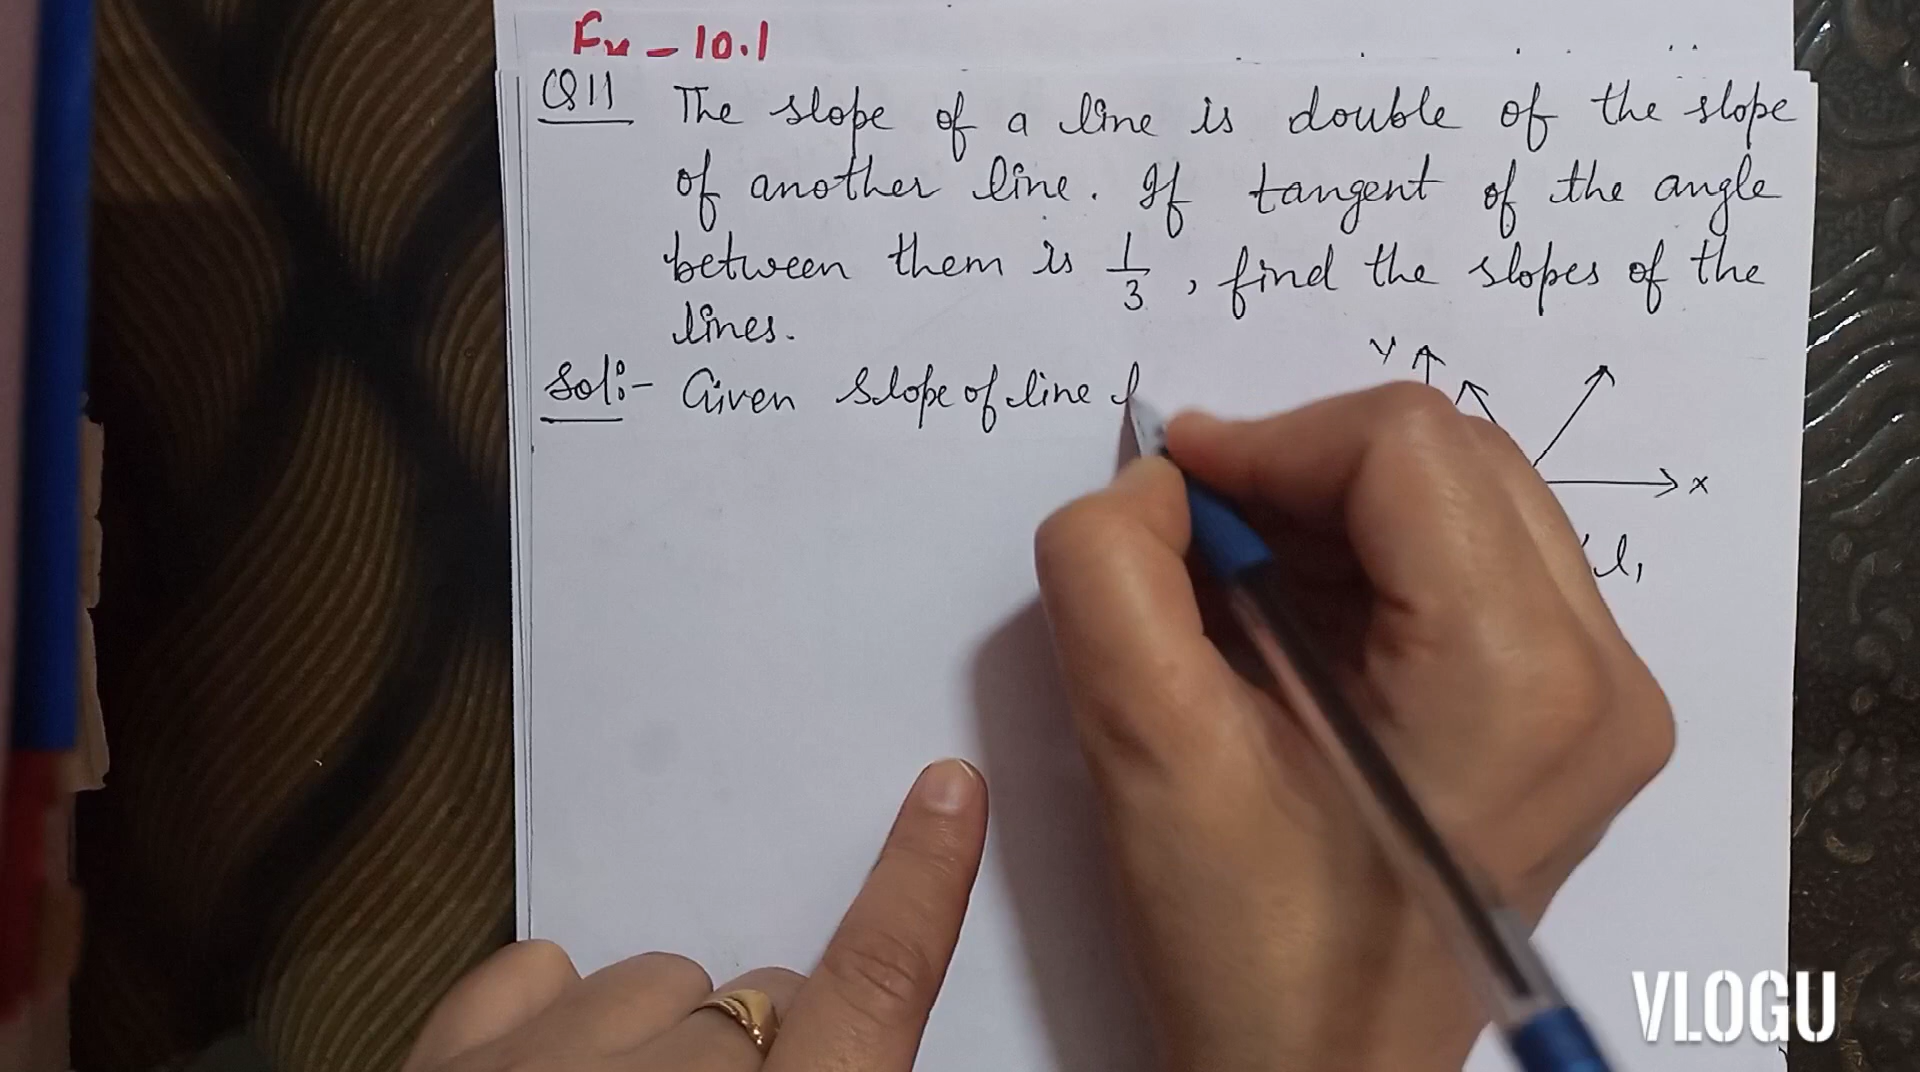 Ex - 10.1
Q11 The slope of a line is double of the slope
of another line. If tangent of the angle
between them is 1/3, find the slopes of the
lines.
Sol:- Given Slope of line l
Y
x
l₁
VLOGU